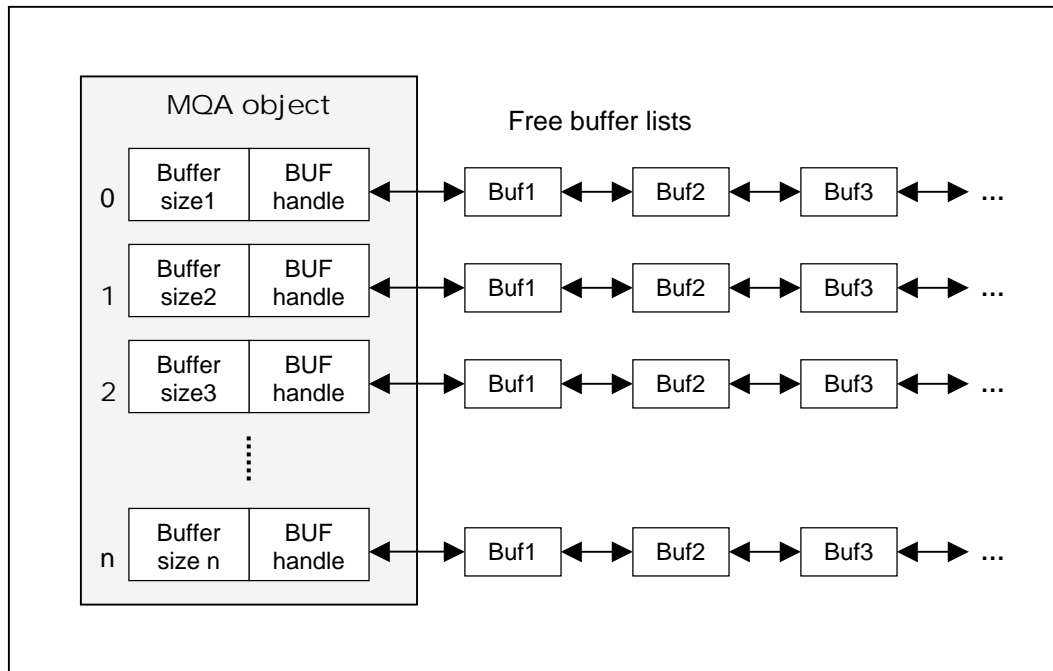 MQA object
Free buffer lists
0
Buffer
size1
BUF
handle
Buf1
Buf2
Buf3
...
1
Buffer
size2
BUF
handle
Buf1
Buf2
Buf3
...
2
Buffer
size3
BUF
handle
Buf1
Buf2
Buf3
...
n
Buffer
size n
BUF
handle
Buf1
Buf2
Buf3
...